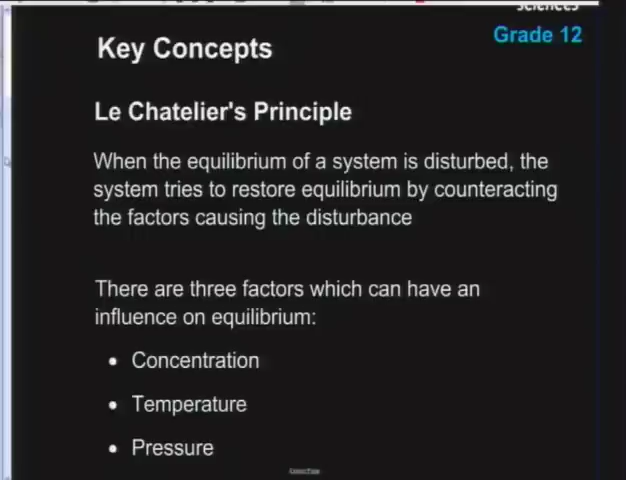 Sciences
Grade 12
Key Concepts
Le Chatelier's Principle
When the equilibrium of a system is disturbed, the
system tries to restore equilibrium by counteracting
the factors causing the disturbance
There are three factors which can have an
influence on equilibrium:
• Concentration
• Temperature
• Pressure